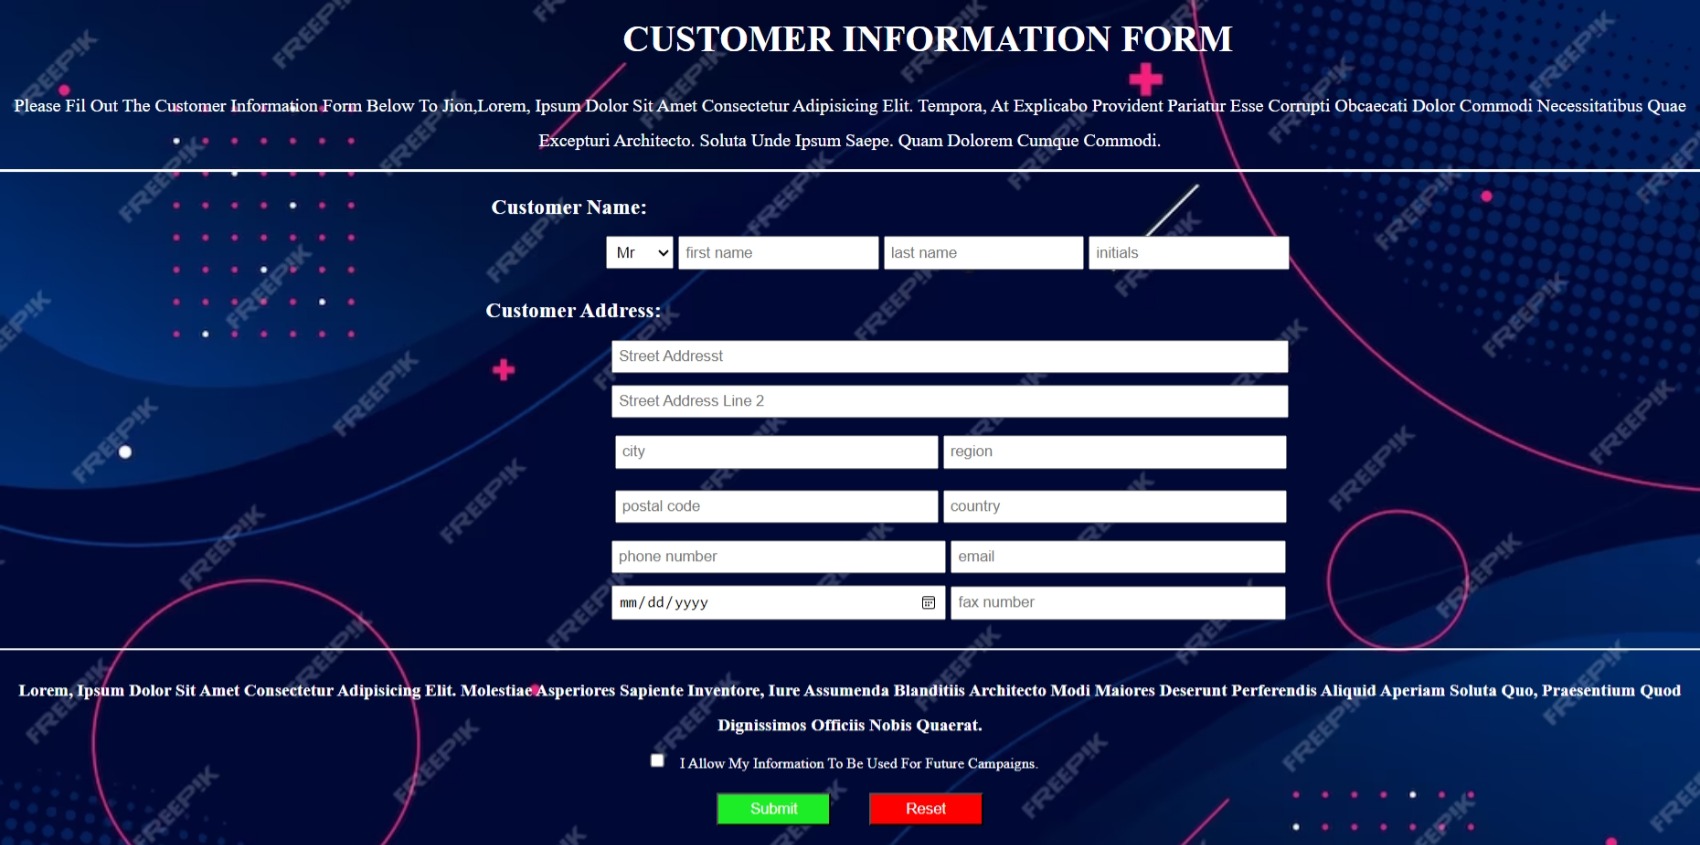 CUSTOMER INFORMATION FORM
Please Fil Out The Customer Information Form Below To Jion,Lorem, Ipsum Dolor Sit Amet Consectetur Adipisicing Elit. Tempora, At Explicabo Provident Pariatur Esse Corrupti Obcaecati Dolor Commodi Necessitatibus Quae
Excepturi Architecto. Soluta Unde Ipsum Saepe. Quam Dolorem Cumque Commodi.
Customer Name:
Mr first name last name initials
Customer Address:
Street Addresst
Street Address Line 2
city region
postal code country
phone number email
mm/dd/yyyy fax number
Lorem, Ipsum Dolor Sit Amet Consectetur Adipisicing Elit. Molestiae Asperiores Sapiente Inventore, Iure Assumenda Blanditiis Architecto Modi Maiores Deserunt Perferendis Aliquid Aperiam Soluta Quo, Praesentium Quod
Dignissimos Officiis Nobis Quaerat.
I Allow My Information To Be Used For Future Campaigns.
Submit Reset
FREEPIK